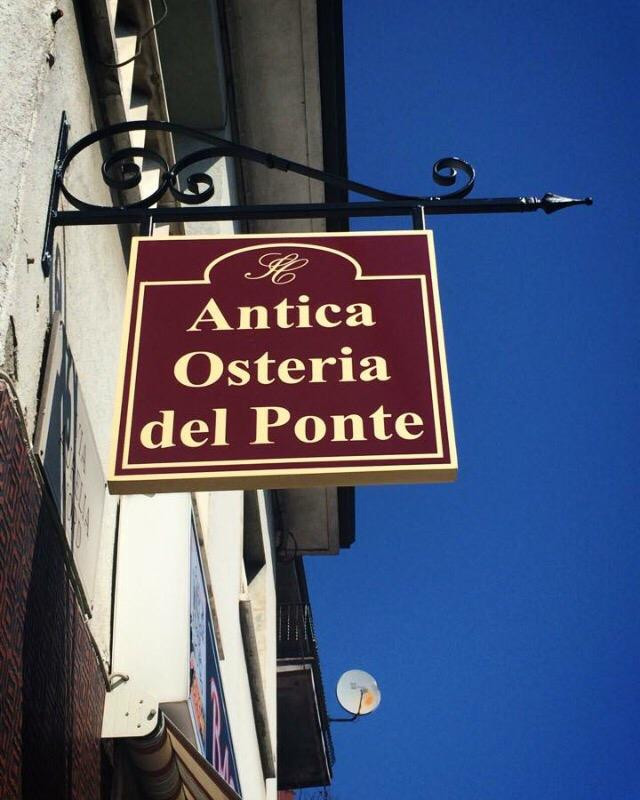 Antica
Osteria
del Ponte